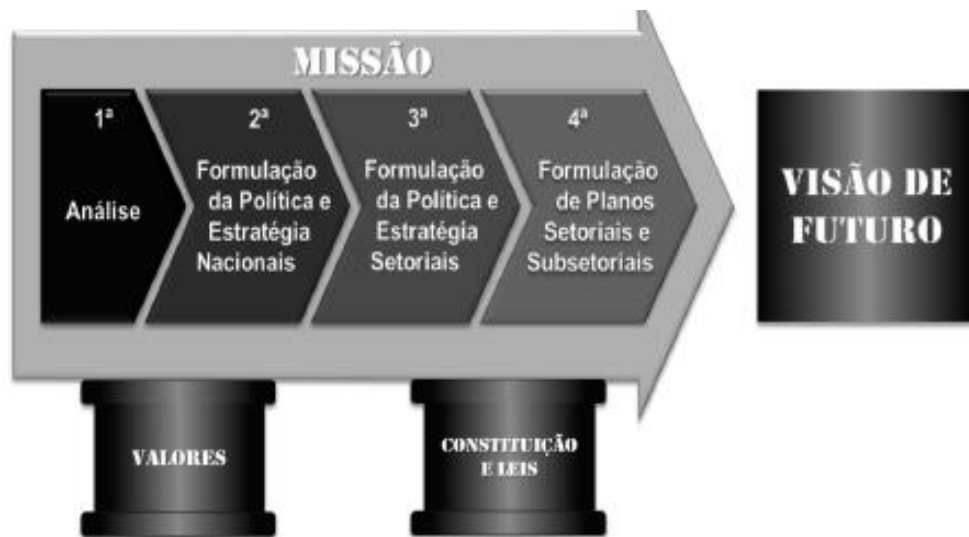 MISSÃO
1ª
Análise
2ª
Formulação
da Política e
Estratégia
Nacionais
3ª
Formulação
da Política e
Estratégia
Setoriais
4ª
Formulação
de Planos
Setoriais e
Subsetoriais
VISÃO DE
FUTURO
VALORES
CONSTITUIÇÃO
E LEIS